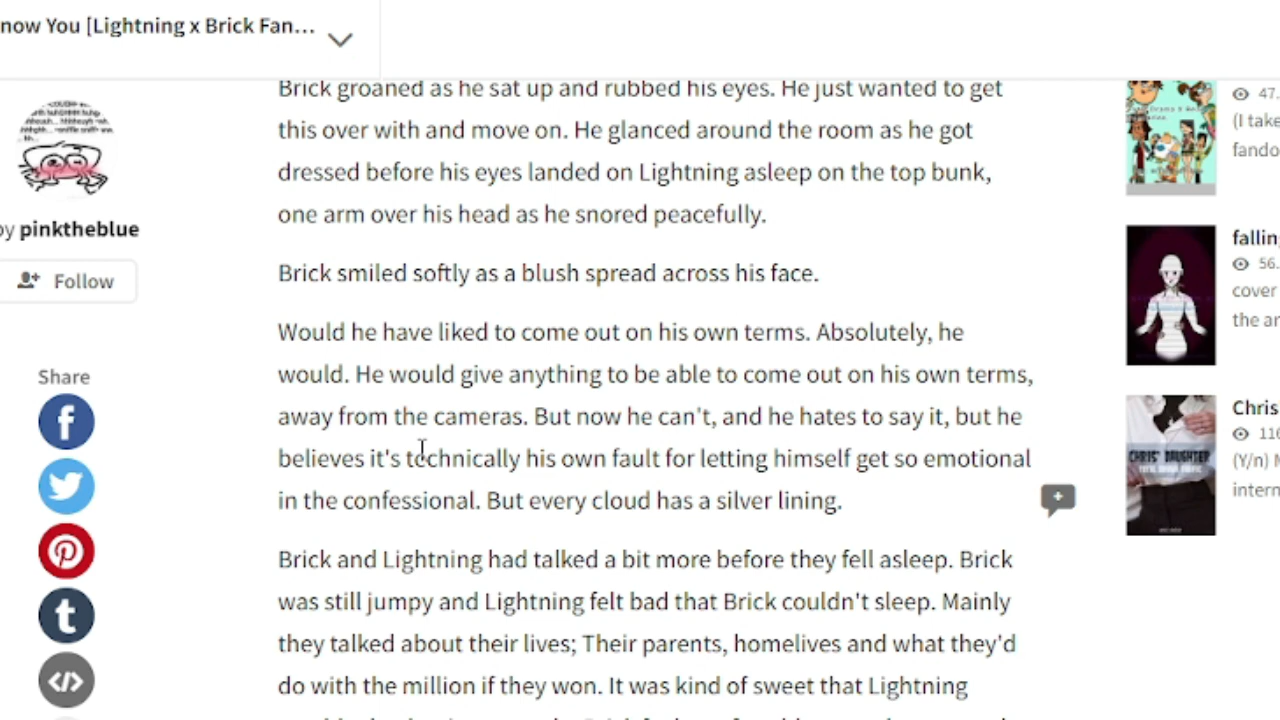 now You [Lightning x Brick Fan...
by pinktheblue
Follow
Share
Brick groaned as he sat up and rubbed his eyes. He just wanted to get
this over with and move on. He glanced around the room as he got
dressed before his eyes landed on Lightning asleep on the top bunk,
one arm over his head as he snored peacefully.
Brick smiled softly as a blush spread across his face.
Would he have liked to come out on his own terms. Absolutely, he
would. He would give anything to be able to come out on his own terms,
away from the cameras. But now he can't, and he hates to say it, but he
believes it's technically his own fault for letting himself get so emotional
in the confessional. But every cloud has a silver lining.
Brick and Lightning had talked a bit more before they fell asleep. Brick
was still jumpy and Lightning felt bad that Brick couldn't sleep. Mainly
they talked about their lives; Their parents, homelives and what they'd
do with the million if they won. It was kind of sweet that Lightning
47.
(I take
fando
fallin
56.
cover
the ar
CHRIS' DAUGHTER
Chris
116
(Y/n) M
intern